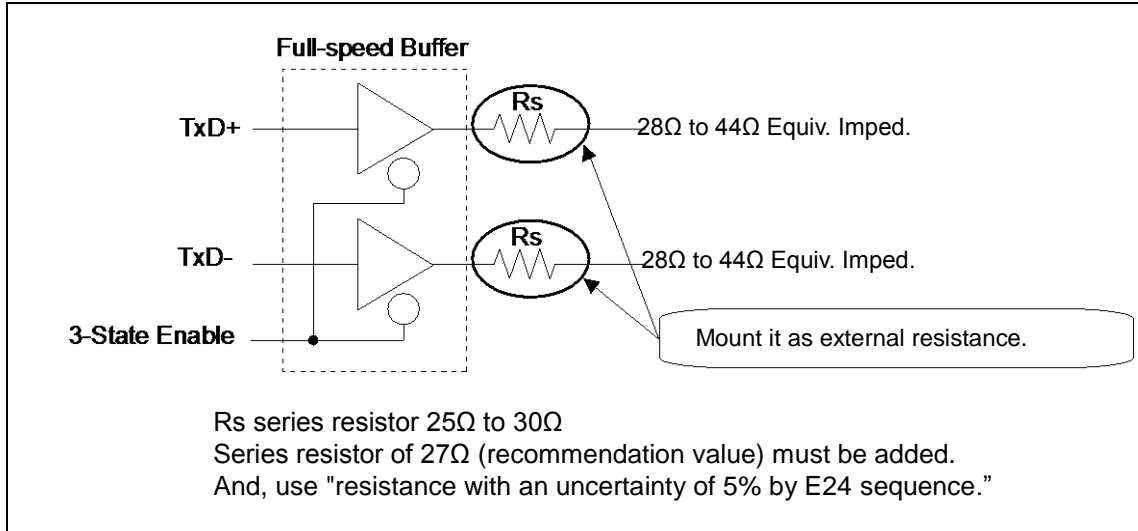 Full-speed Buffer
Rs
TxD+
28Ω to 44Ω Equiv. Imped.
Rs
TxD-
28Ω to 44Ω Equiv. Imped.
3-State Enable
Mount it as external resistance.
Rs series resistor 25Ω to 30Ω
Series resistor of 27Ω (recommendation value) must be added.
And, use "resistance with an uncertainty of 5% by E24 sequence.”